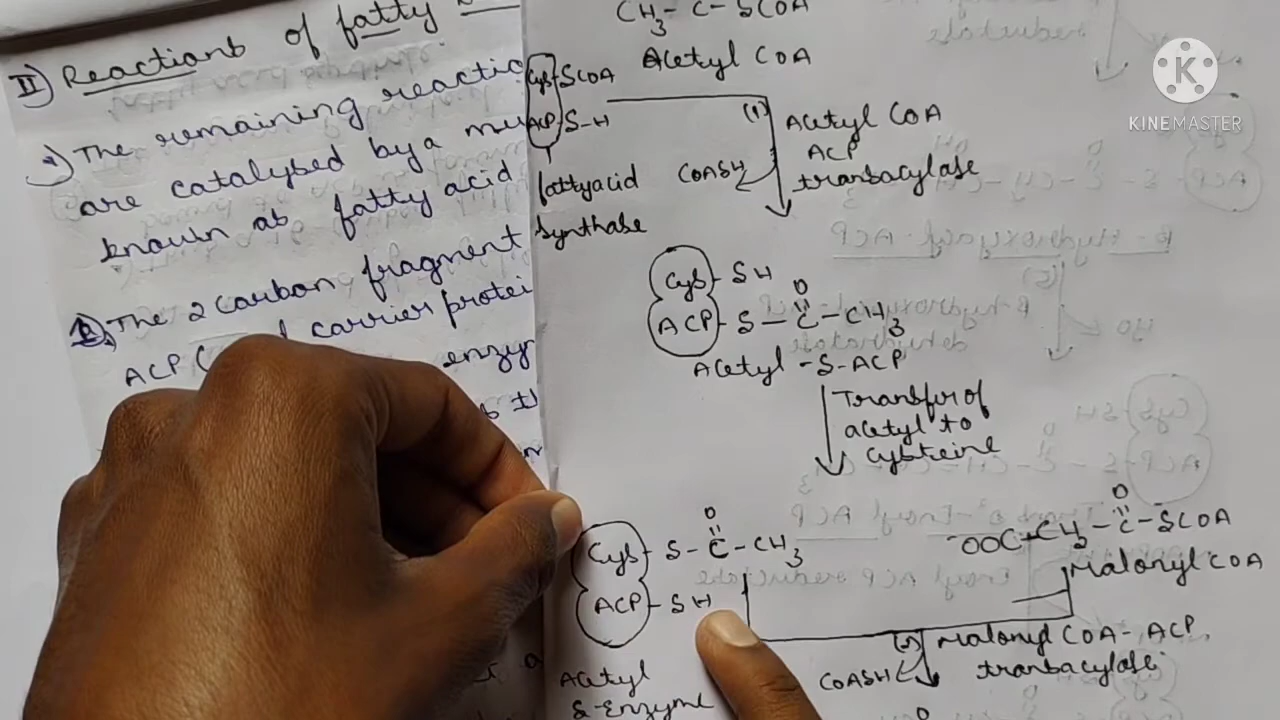 II) Reactions of fatty
The remaining reactio
are catalysed by a mu
known as fatty acid
The 2 carbon fragment
ACP ( carrier protei
enzy
CH3 - C - SCOA
Acetyl COA
Cys SCOA
ACP S-H
fattyacid
synthase
(1) Acetyl COA
ACP
transacylase
COASH
Cys - SH
O
ACP - S - C - CH3
Acetyl - S - ACP
Transfer of
acetyl to
cysteine
O
Cys - S - C - CH3
ACP - SH
Acetyl
S-Enzyme
O
-OOC - CH2 - C - SCOA
Malonyl COA
(2) Malonyl COA - ACP
transacylase
COASH
KINEMASTER